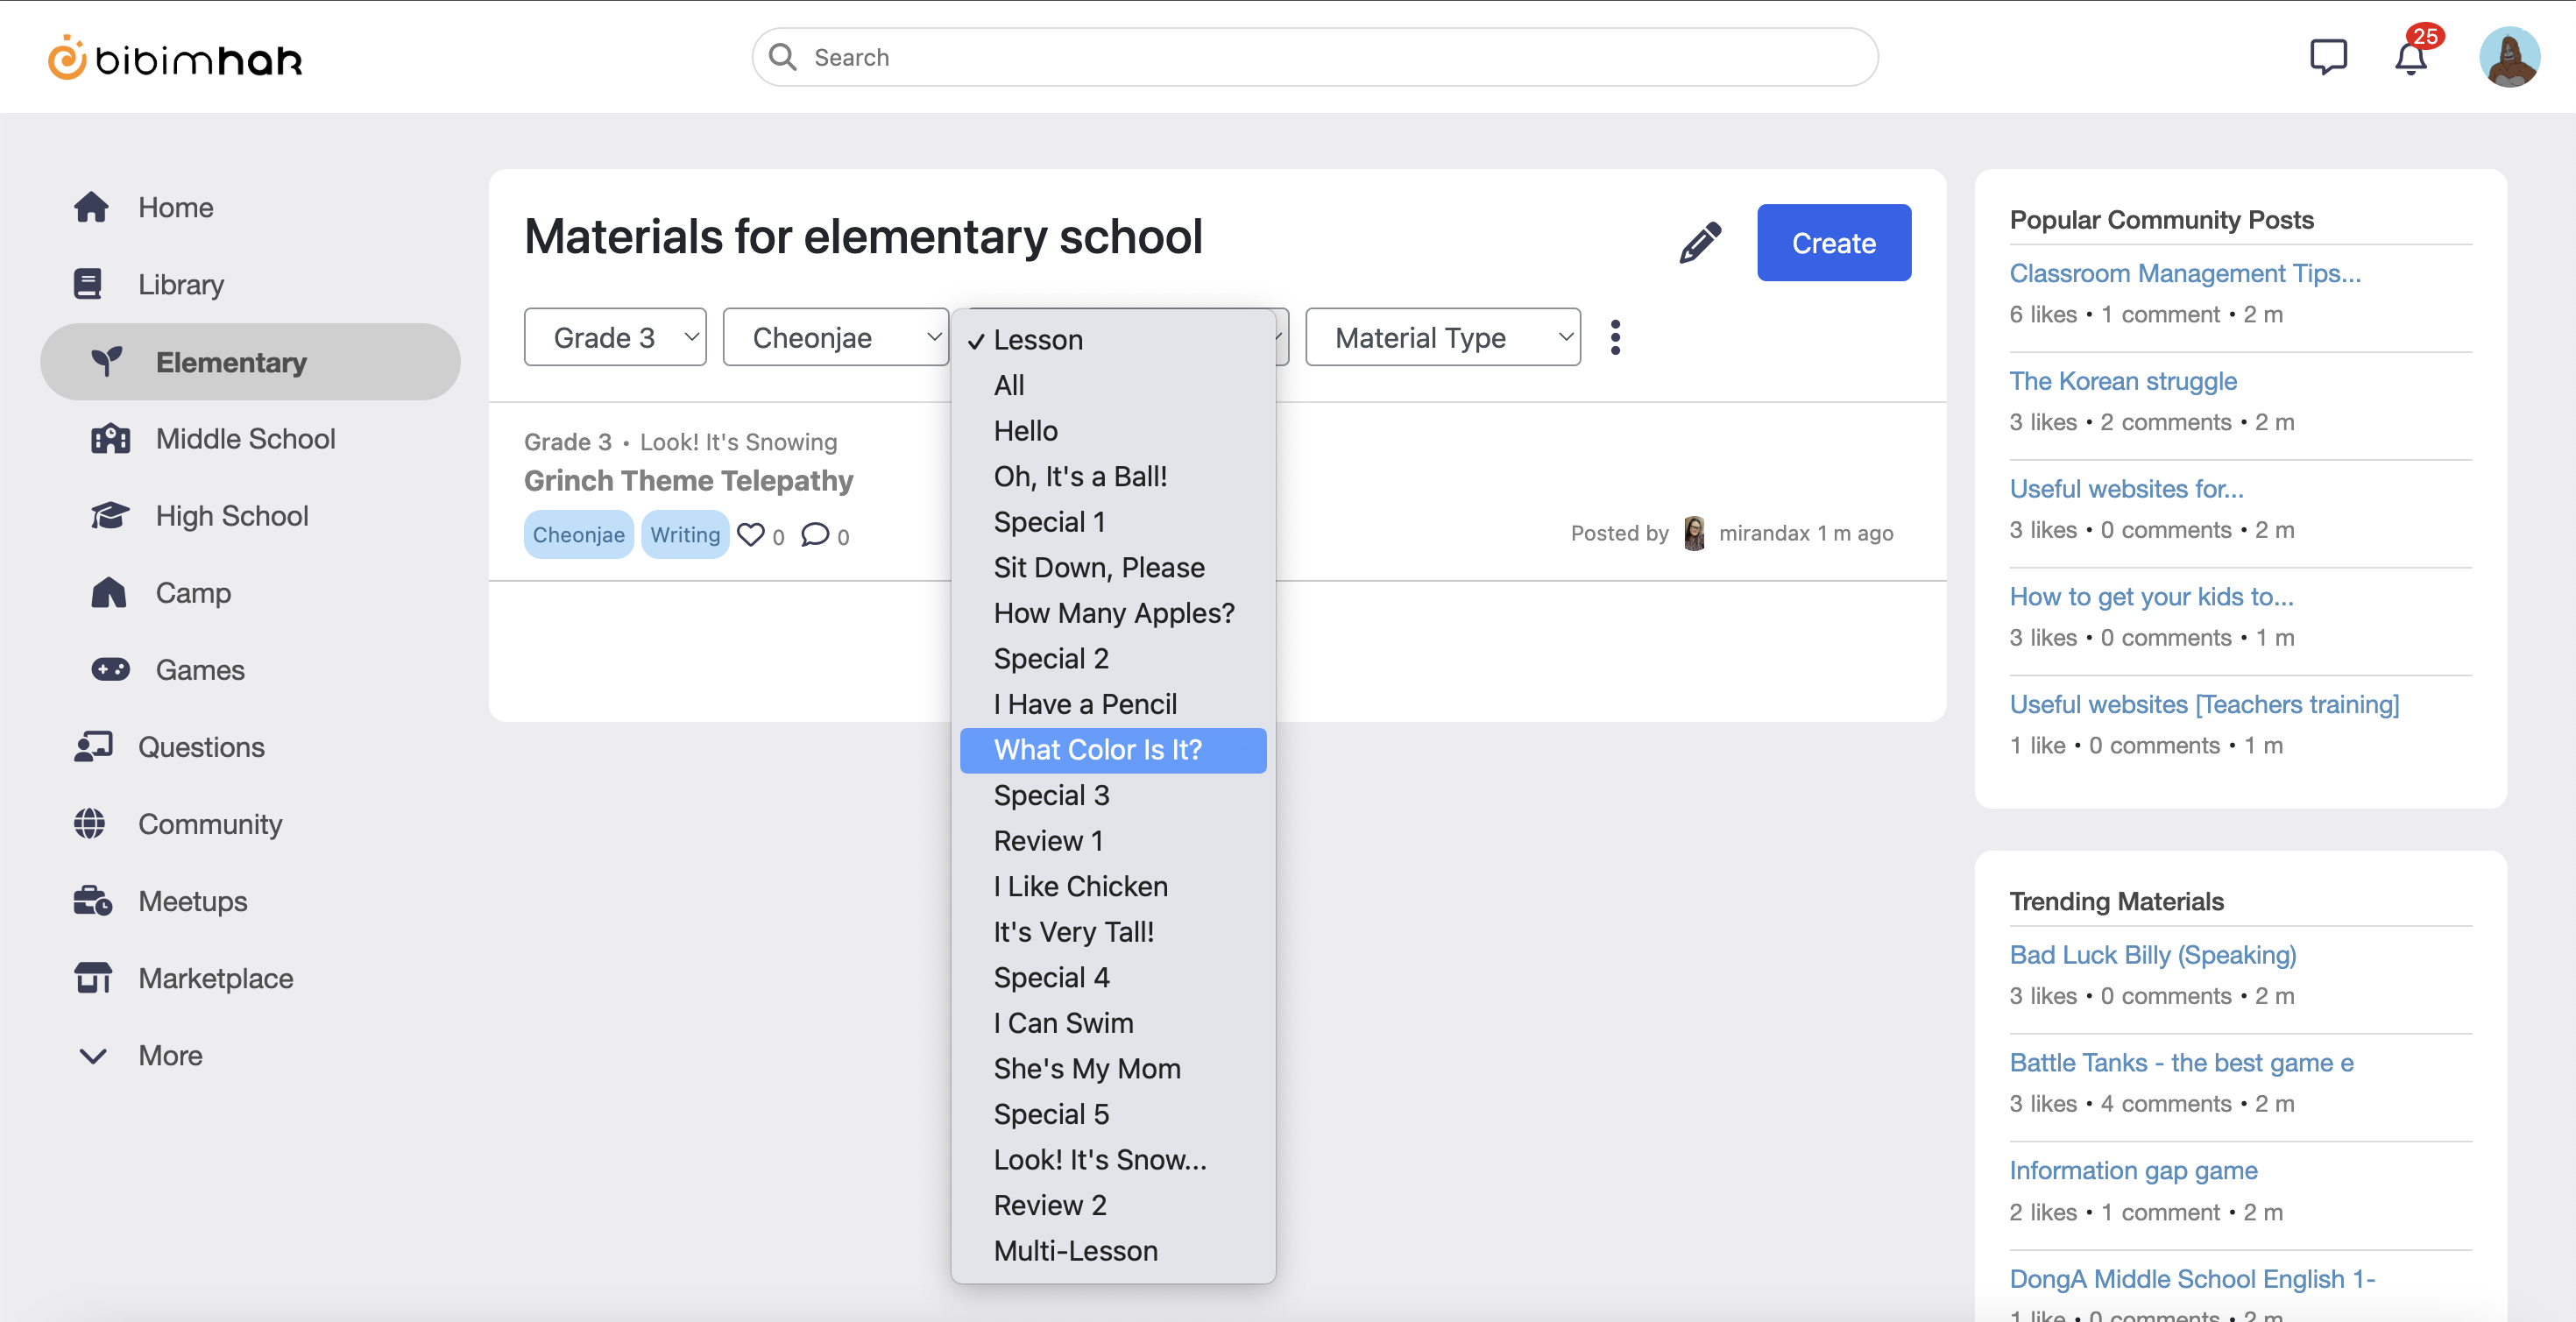 bibimhak
Search
25
Home
Library
Elementary
Middle School
High School
Camp
Games
Questions
Community
Meetups
Marketplace
More
Materials for elementary school
Create
Grade 3
Cheonjae
Material Type
✓ Lesson
All
Hello
Oh, It's a Ball!
Special 1
Sit Down, Please
How Many Apples?
Special 2
I Have a Pencil
What Color Is It?
Special 3
Review 1
I Like Chicken
It's Very Tall!
Special 4
I Can Swim
She's My Mom
Special 5
Look! It's Snow...
Review 2
Multi-Lesson
Grade 3 • Look! It's Snowing
Grinch Theme Telepathy
Cheonjae Writing 0 0
Posted by mirandax 1 m ago
Popular Community Posts
Classroom Management Tips...
6 likes • 1 comment • 2 m
The Korean struggle
3 likes • 2 comments • 2 m
Useful websites for...
3 likes • 0 comments • 2 m
How to get your kids to...
3 likes • 0 comments • 1 m
Useful websites [Teachers training]
1 like • 0 comments • 1 m
Trending Materials
Bad Luck Billy (Speaking)
3 likes • 0 comments • 2 m
Battle Tanks - the best game e
3 likes • 4 comments • 2 m
Information gap game
2 likes • 1 comment • 2 m
DongA Middle School English 1-
1 like • 0 comments • 2 m